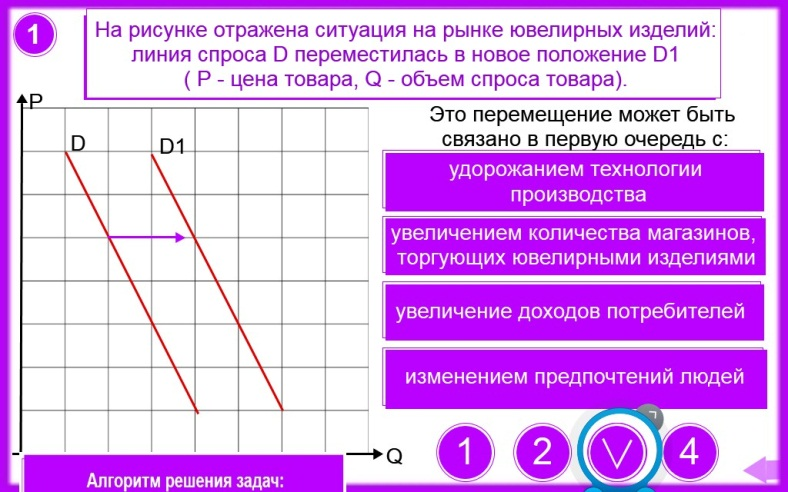 1
На рисунке отражена ситуация на рынке ювелирных изделий:
линия спроса D переместилась в новое положение D1
( P - цена товара, Q - объем спроса товара).
P
D
D1
Q
Это перемещение может быть
связано в первую очередь с:
удорожанием технологии
производства
увеличением количества магазинов,
торгующих ювелирными изделиями
увеличение доходов потребителей
изменением предпочтений людей
1 2 4
Алгоритм решения задач: